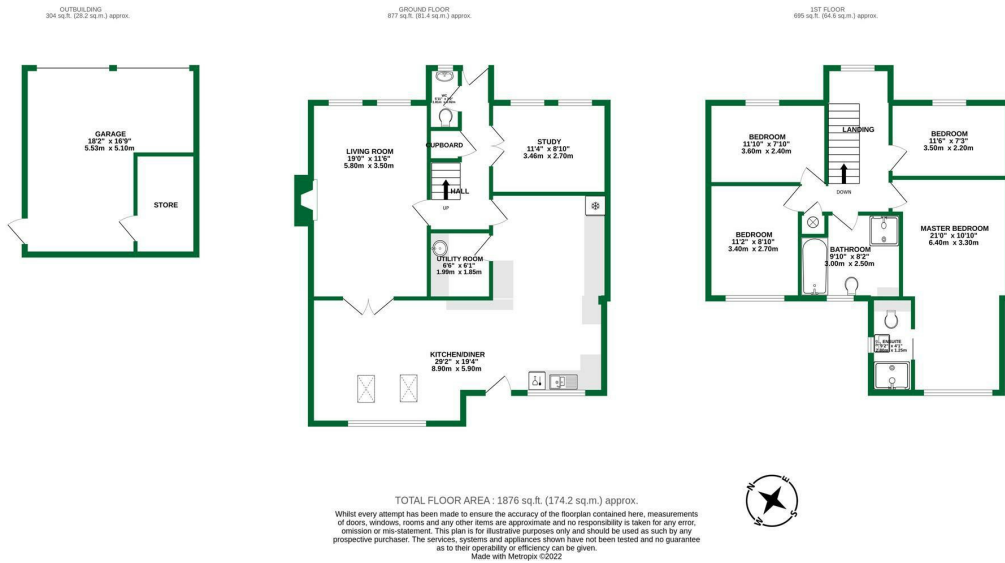 OUTBUILDING
304 sq.ft. (28.2 sq.m.) approx.
GARAGE
18'2" x 16'9"
5.53m x 5.10m
STORE
GROUND FLOOR
877 sq.ft. (81.4 sq.m.) approx.
WC
CUPBOARD
LIVING ROOM
19'0" x 11'6"
5.80m x 3.50m
STUDY
11'4" x 8'10"
3.46m x 2.70m
HALL
UP
UTILITY ROOM
6'6" x 6'1"
1.99m x 1.85m
KITCHEN/DINER
29'2" x 19'4"
8.90m x 5.90m
1ST FLOOR
695 sq.ft. (64.6 sq.m.) approx.
BEDROOM
11'10" x 7'10"
3.60m x 2.40m
LANDING
BEDROOM
11'6" x 7'3"
3.50m x 2.20m
DOWN
BEDROOM
11'2" x 8'10"
3.40m x 2.70m
BATHROOM
9'10" x 8'2"
3.00m x 2.50m
MASTER BEDROOM
21'0" x 10'10"
6.40m x 3.30m
ENSUITE
TOTAL FLOOR AREA : 1876 sq.ft. (174.2 sq.m.) approx.
Whilst every attempt has been made to ensure the accuracy of the floorplan contained here, measurements
of doors, windows, rooms and any other items are approximate and no responsibility is taken for any error,
omission or mis-statement. This plan is for illustrative purposes only and should be used as such by any
prospective purchaser. The services, systems and appliances shown have not been tested and no guarantee
as to their operability or efficiency can be given.
Made with Metropix ©2022
N
E
W
S